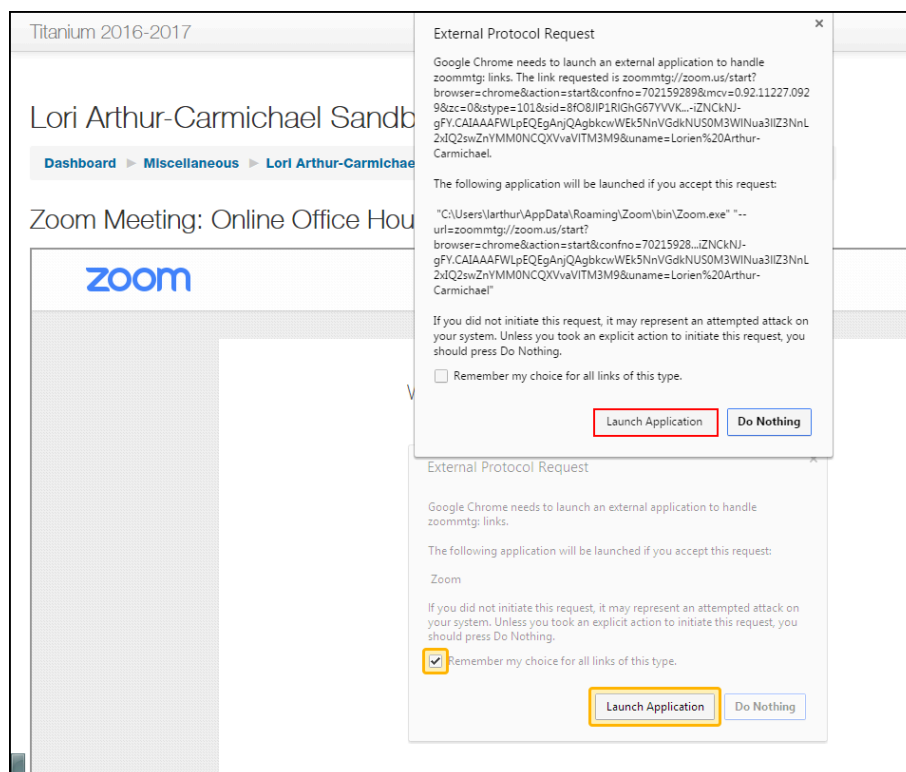 Titanium 2016-2017
Lori Arthur-Carmichael Sandb
Dashboard ▶ Miscellaneous ▶ Lori Arthur-Carmichae
Zoom Meeting: Online Office Hou
zoom
W
×
External Protocol Request
Google Chrome needs to launch an external application to handle
zoommtg: links. The link requested is zoommtg://zoom.us/start?
browser=chrome&action=start&confno=702159289&mcv=0.92.11227.092
9&zc=0&stype=101&sid=8fO8JIP1RlGhG67YVVK...-iZNCkNJ-
gFY.CAIAAAFWLpEQEgAnjQAgbkcwWEk5NnVGdkNUS0M3WlNua3llZ3NnL
2xIQ2swZnYMM0NCQXVvaVlTM3M9&uname=Lorien%20Arthur-
Carmichael.
The following application will be launched if you accept this request:
"C:\Users\larthur\AppData\Roaming\Zoom\bin\Zoom.exe" "--
url=zoommtg://zoom.us/start?
browser=chrome&action=start&confno=70215928...iZNCkNJ-
gFY.CAIAAAFWLpEQEgAnjQAgbkcwWEk5NnVGdkNUS0M3WlNua3llZ3NnL
2xIQ2swZnYMM0NCQXVvaVlTM3M9&uname=Lorien%20Arthur-
Carmichael"
If you did not initiate this request, it may represent an attempted attack on
your system. Unless you took an explicit action to initiate this request, you
should press Do Nothing.
Remember my choice for all links of this type.
Launch Application Do Nothing
×
External Protocol Request
Google Chrome needs to launch an external application to handle
zoommtg: links.
The following application will be launched if you accept this request:
Zoom
If you did not initiate this request, it may represent an attempted attack on
your system. Unless you took an explicit action to initiate this request, you
should press Do Nothing.
Remember my choice for all links of this type.
Launch Application Do Nothing